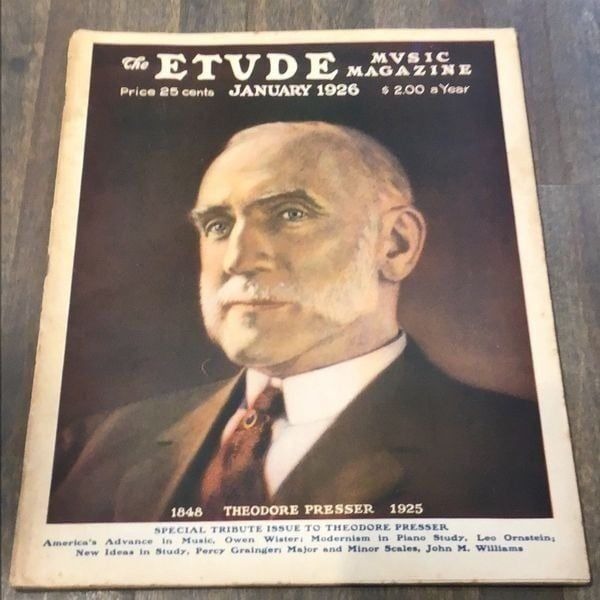 The ETVDE MVSIC MAGAZINE
Price 25 cents JANUARY 1926 $ 2.00 a Year
1848 THEODORE PRESSER 1925
SPECIAL TRIBUTE ISSUE TO THEODORE PRESSER
America's Advance in Music, Owen Wister; Modernism in Piano Study, Leo Ornstein;
New Ideas in Study, Percy Grainger; Major and Minor Scales, John M. Williams